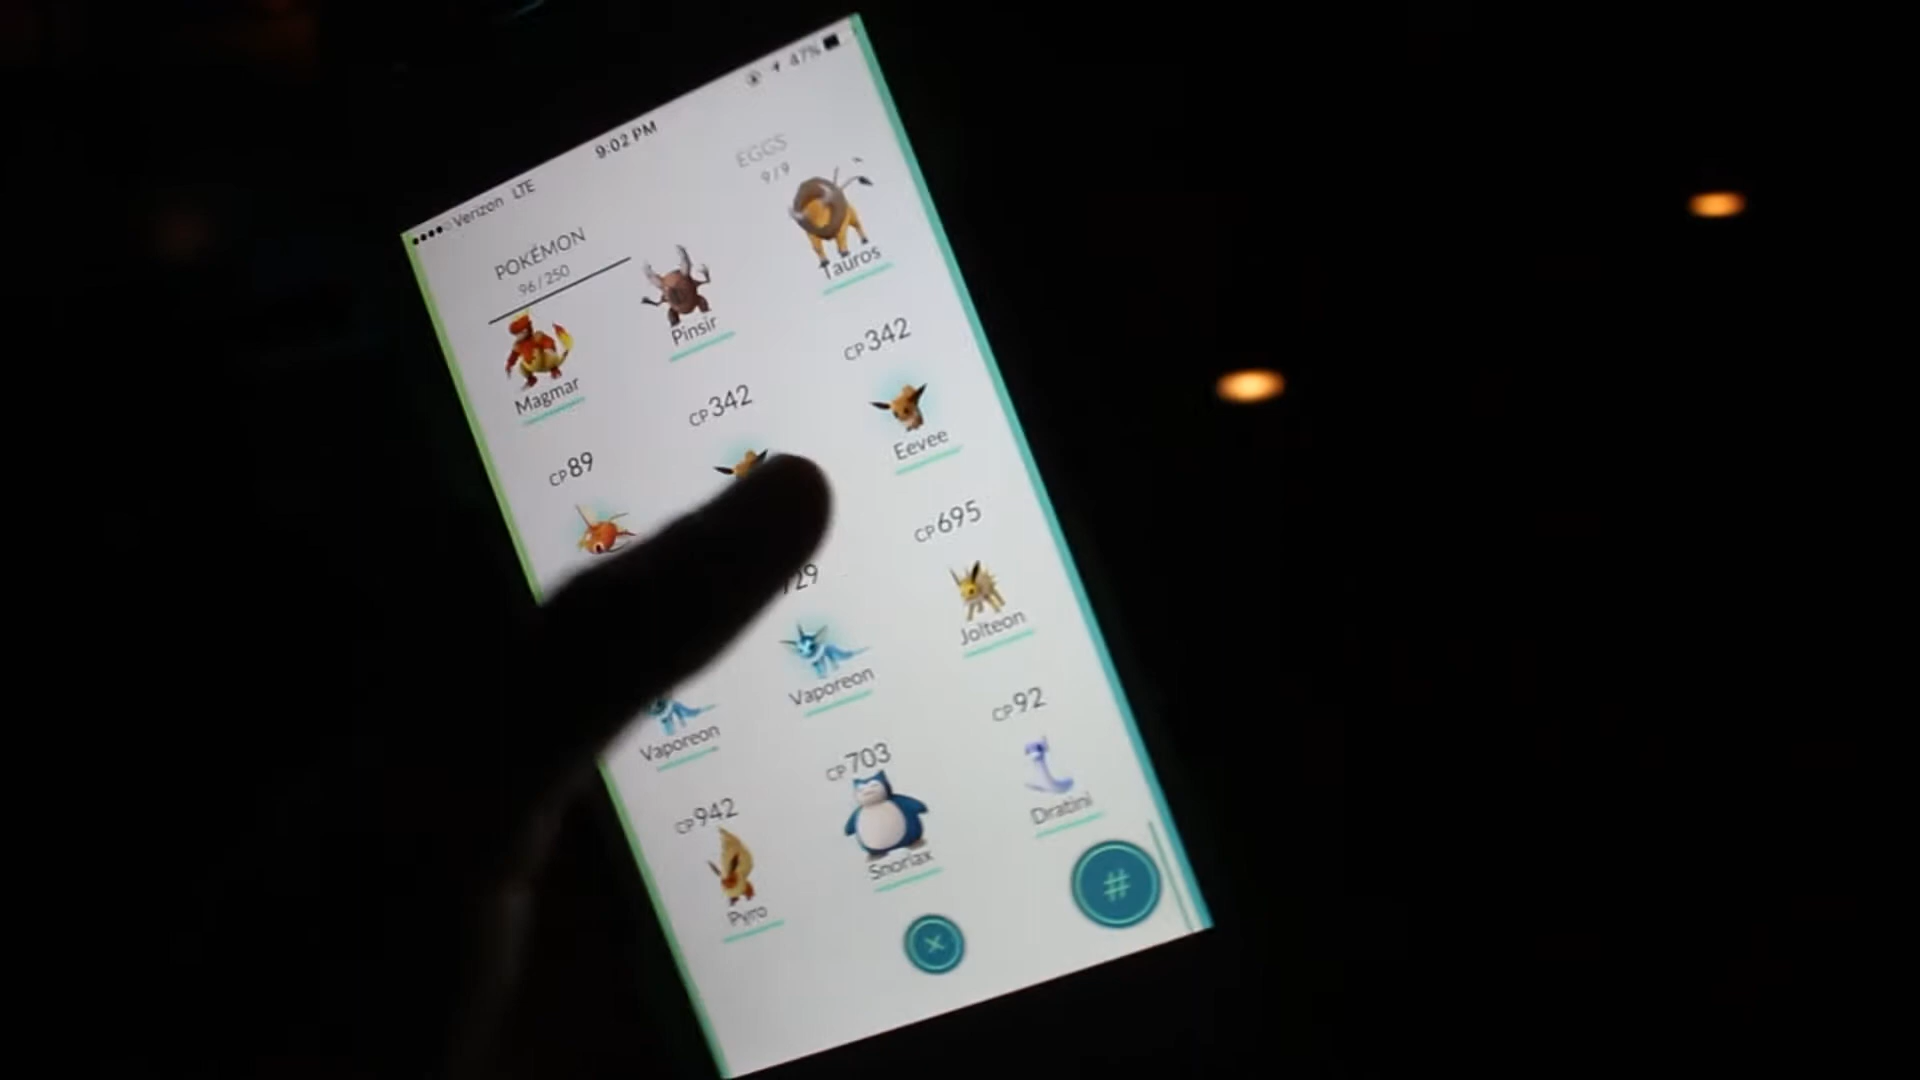 Verizon LTE 9:02 PM 47%
POKÉMON EGGS
96/250 9/9
Magmar Pinsir Tauros
CP89 CP342 CP342
Eevee
CP695
Vaporeon Vaporeon Jolteon
CP942 CP703 CP92
Pyro Snorlax Dratini
#